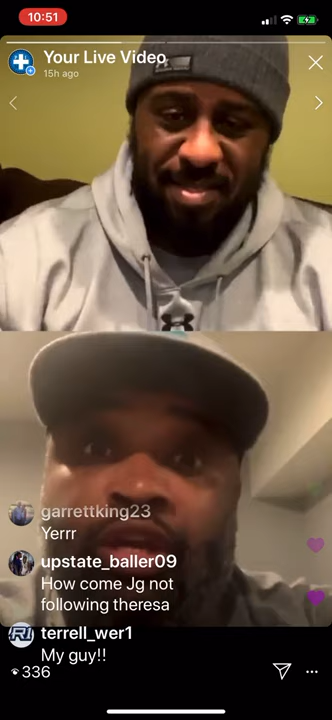 10:51
Your Live Video
15h ago
garrettking23
Yerrr
upstate_baller09
How come Jg not
following theresa
terrell_wer1
My guy!!
336